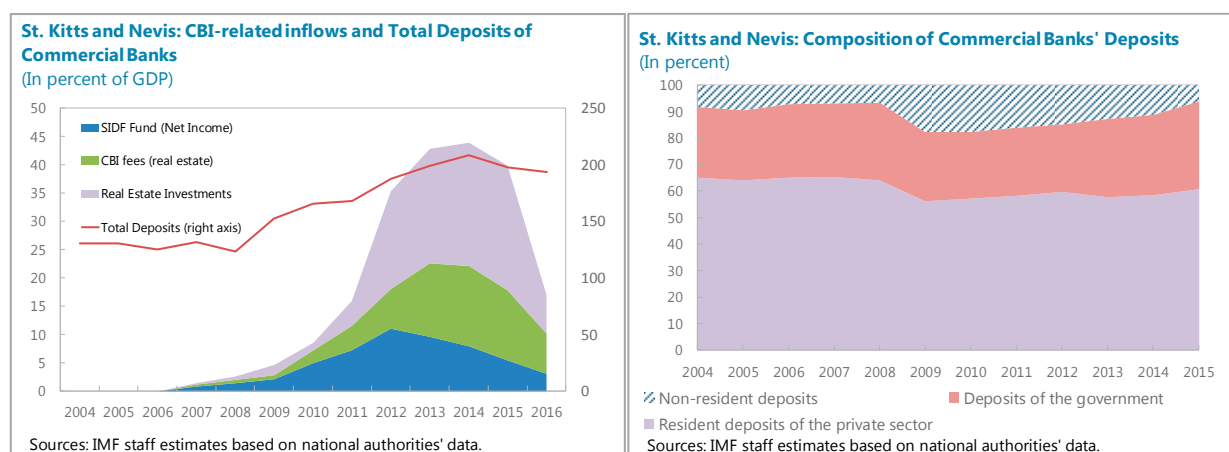 St. Kitts and Nevis: CBI-related inflows and Total Deposits of
Commercial Banks
(In percent of GDP)
50
45
40
35
30
25
20
15
10
5
0
250
200
150
100
50
0
SIDF Fund (Net Income)
CBI fees (real estate)
Real Estate Investments
Total Deposits (right axis)
2004 2005 2006 2007 2008 2009 2010 2011 2012 2013 2014 2015 2016
Sources: IMF staff estimates based on national authorities' data.
St. Kitts and Nevis: Composition of Commercial Banks' Deposits
(In percent)
100
90
80
70
60
50
40
30
20
10
0
2004 2005 2006 2007 2008 2009 2010 2011 2012 2013 2014 2015
Non-resident deposits
Deposits of the government
Resident deposits of the private sector
Sources: IMF staff estimates based on national authorities' data.